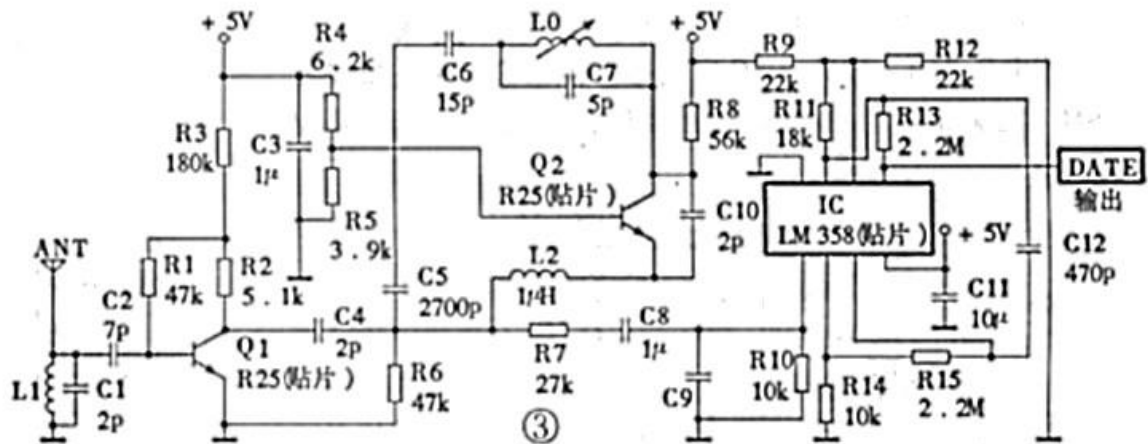 + 5V
R4
6.2k
L0
+ 5V
R9
22k
R12
22k
C6
15p
C7
5p
R3
180k
C3
1μ
R8
56k
R11
18k
R13
2.2M
Q2
R25(贴片)
DATE
输出
R5
3.9k
C10
2p
IC
LM358(贴片)
+ 5V
ANT
R1
47k
R2
5.1k
L2
1μH
C5
2700p
C12
470p
C2
7p
C4
2p
C8
1μ
C11
10μ
Q1
R25(贴片)
R7
27k
R10
10k
R15
2.2M
L1
C1
2p
R6
47k
C9
R14
10k
③